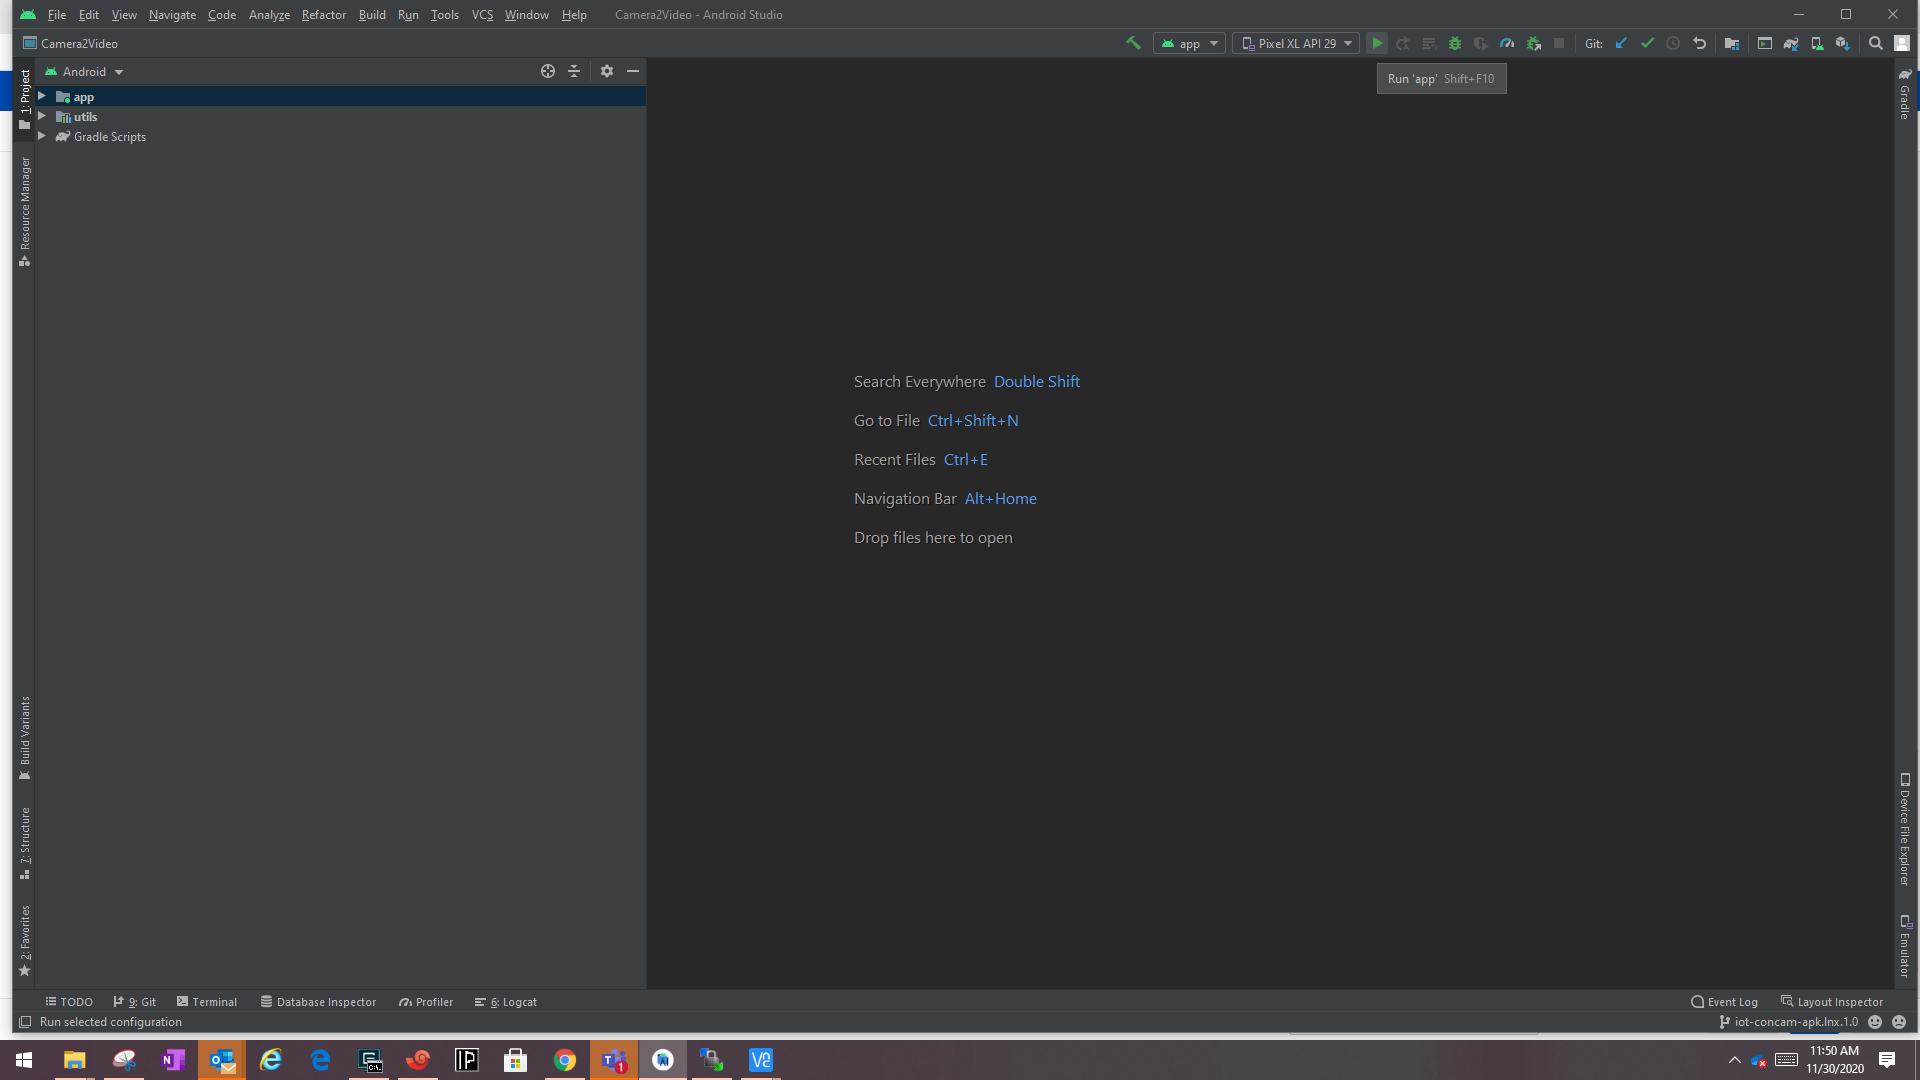 File Edit View Navigate Code Analyze Refactor Build Run Tools VCS Window Help Camera2Video - Android Studio
Camera2Video
app
Pixel XL API 29
Git:
Run 'app' Shift+F10
Android
app
utils
Gradle Scripts
1: Project
Resource Manager
Build Variants
7: Structure
2: Favorites
Search Everywhere Double Shift
Go to File Ctrl+Shift+N
Recent Files Ctrl+E
Navigation Bar Alt+Home
Drop files here to open
Gradle
Device File Explorer
Emulator
TODO 9: Git Terminal Database Inspector Profiler 6: Logcat Event Log Layout Inspector
Run selected configuration iot-concam-apk.lnx.1.0
11:50 AM
11/30/2020